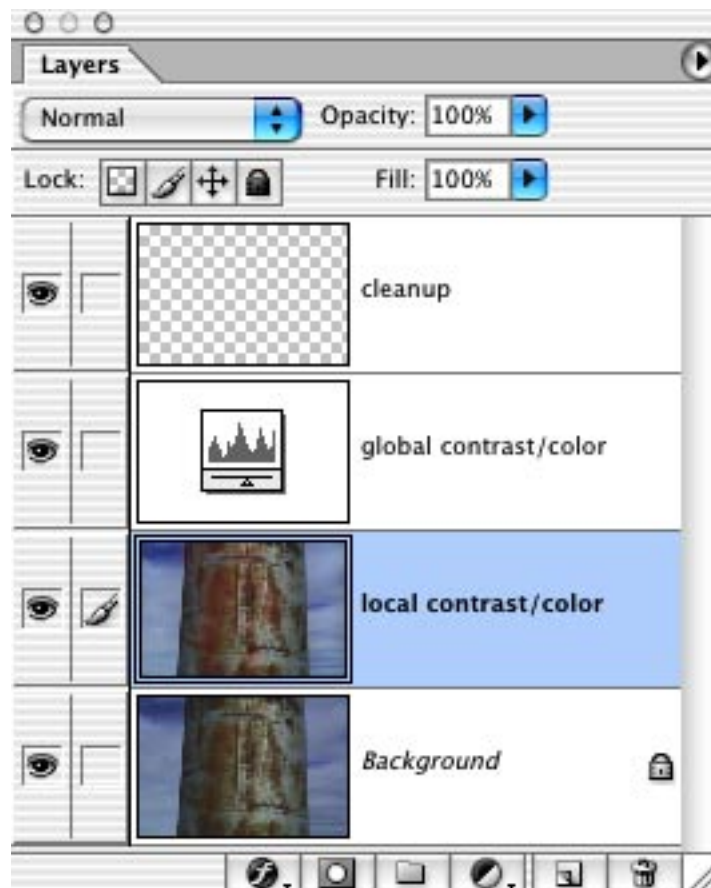 Layers
Normal Opacity: 100%
Lock: Fill: 100%
cleanup
global contrast/color
local contrast/color
Background